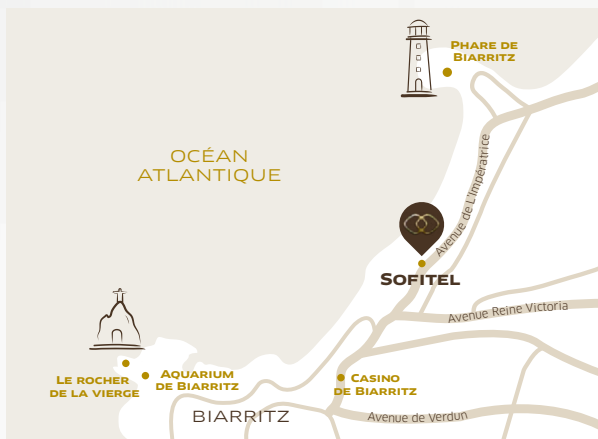 PHARE DE
BIARRITZ
OCÉAN
ATLANTIQUE
Avenue de L'Impératrice
SOFITEL
Avenue Reine Victoria
LE ROCHER
DE LA VIERGE
AQUARIUM
DE BIARRITZ
CASINO
DE BIARRITZ
BIARRITZ
Avenue de Verdun